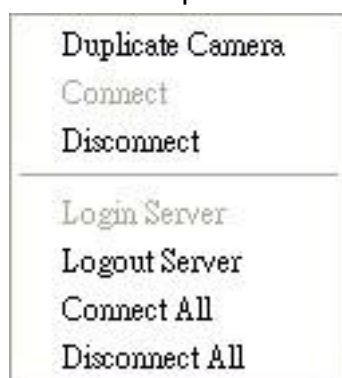 Duplicate Camera
Connect
Disconnect
Login Server
Logout Server
Connect All
Disconnect All